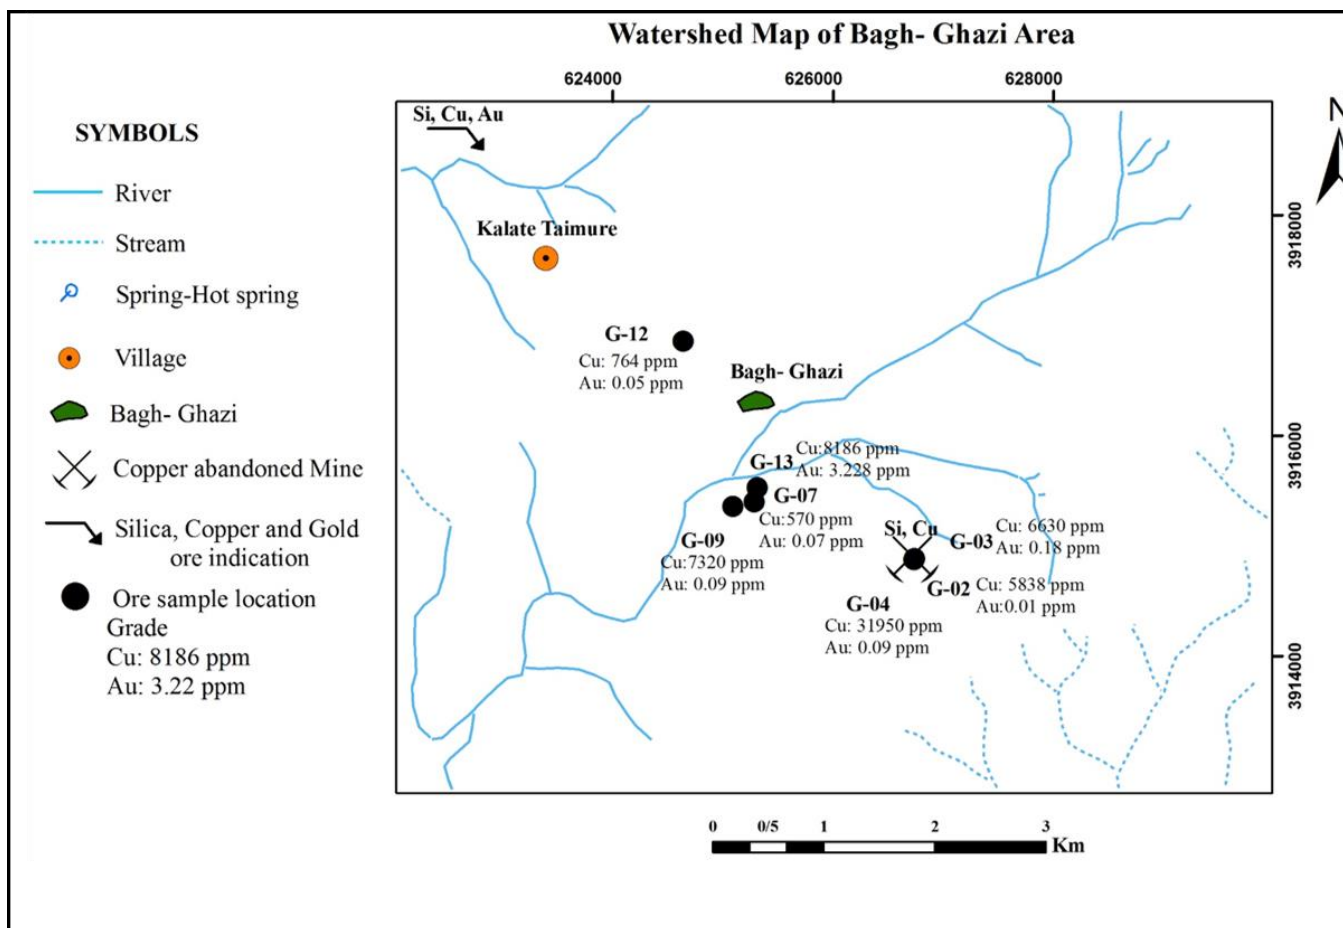 Watershed Map of Bagh- Ghazi Area
624000
626000
628000
N
SYMBOLS
River
Stream
Spring-Hot spring
Village
Bagh- Ghazi
Copper abandoned Mine
Silica, Copper and Gold
ore indication
Ore sample location
Grade
Cu: 8186 ppm
Au: 3.22 ppm
Si, Cu, Au
Kalate Taimure
G-12
Cu: 764 ppm
Au: 0.05 ppm
Bagh- Ghazi
G-13
Cu:8186 ppm
Au: 3.228 ppm
G-07
Cu:570 ppm
Au: 0.07 ppm
G-09
Cu:7320 ppm
Au: 0.09 ppm
Si, Cu
G-03
Cu: 6630 ppm
Au: 0.18 ppm
G-02
Cu: 5838 ppm
Au:0.01 ppm
G-04
Cu: 31950 ppm
Au: 0.09 ppm
3918000
3916000
3914000
0 0/5 1 2 3
Km